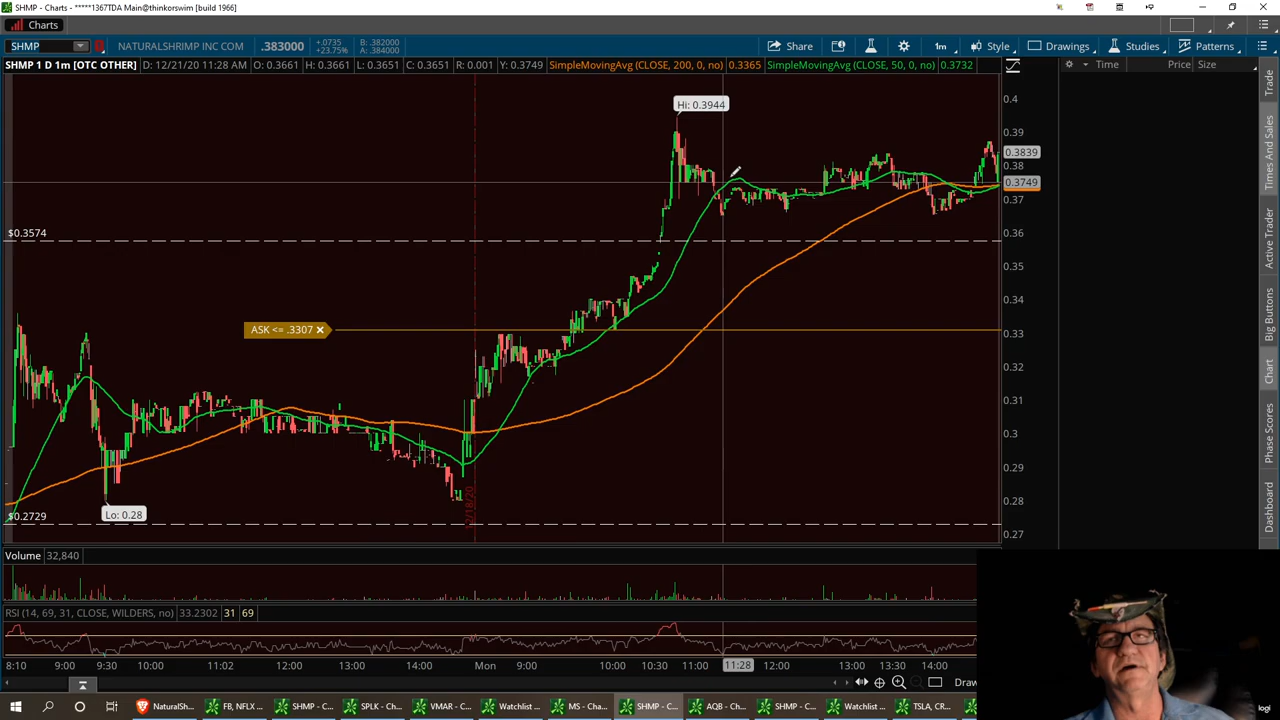 SHMP - Charts - *****1367TDA Main@thinkorswim [build 1966]
Charts
SHMP NATURALSHRIMP INC COM .383000 +.0735 +23.75% B: .382000 A: .384000 Share 1m Style Drawings Studies Patterns
SHMP 1 D 1m [OTC OTHER] D: 12/21/20 11:28 AM O: 0.3661 H: 0.3661 L: 0.3651 C: 0.3651 R: 0.001 Y: 0.3749 SimpleMovingAvg (CLOSE, 200, 0, no) 0.3365 SimpleMovingAvg (CLOSE, 50, 0, no) 0.3732
Time Price Size
Hi: 0.3944
0.4
0.39
0.3839
0.38
0.3749
0.37
$0.3574
0.36
0.35
0.34
ASK <= .3307 ×
0.33
0.32
0.31
0.3
0.29
0.28
Lo: 0.28
$0.2729
0.27
12/18/20
Trade
Times And Sales
Active Trader
Big Buttons
Chart
Phase Scores
Dashboard
Volume 32,840
RSI (14, 69, 31, CLOSE, WILDERS, no) 33.2302 31 69
8:10 9:00 9:30 10:00 11:02 12:00 13:00 14:00 Mon 9:00 10:00 10:30 11:00 11:28 12:00 13:00 13:30 14:00
Draw
NaturalSh... FB, NFLX ... SHMP - C... SPLK - Ch... VMAR - C... Watchlist ... MS - Cha... SHMP - C... AQB - Ch... SHMP - C... Watchlist ... TSLA, CR...
logi